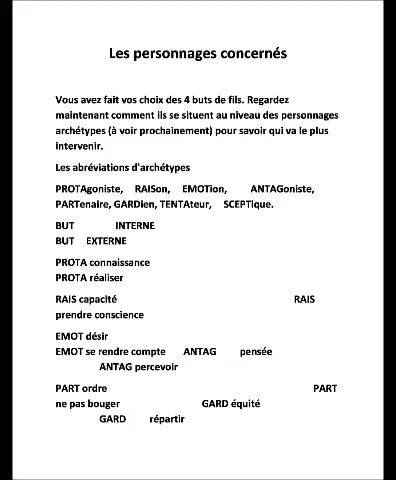 Les personnages concernés
Vous avez fait vos choix des 4 buts de fils. Regardez
maintenant comment ils se situent au niveau des personnages
archétypes (à voir prochainement) pour savoir qui va le plus
intervenir.
Les abréviations d'archétypes
PROTAgoniste, RAISon, EMOTion, ANTAGoniste,
PARTenaire, GARDien, TENTAteur, SCEPTique.
BUT INTERNE
BUT EXTERNE
PROTA connaissance
PROTA réaliser
RAIS capacité RAIS
prendre conscience
EMOT désir
EMOT se rendre compte ANTAG pensée
ANTAG percevoir
PART ordre PART
ne pas bouger GARD équité
GARD répartir